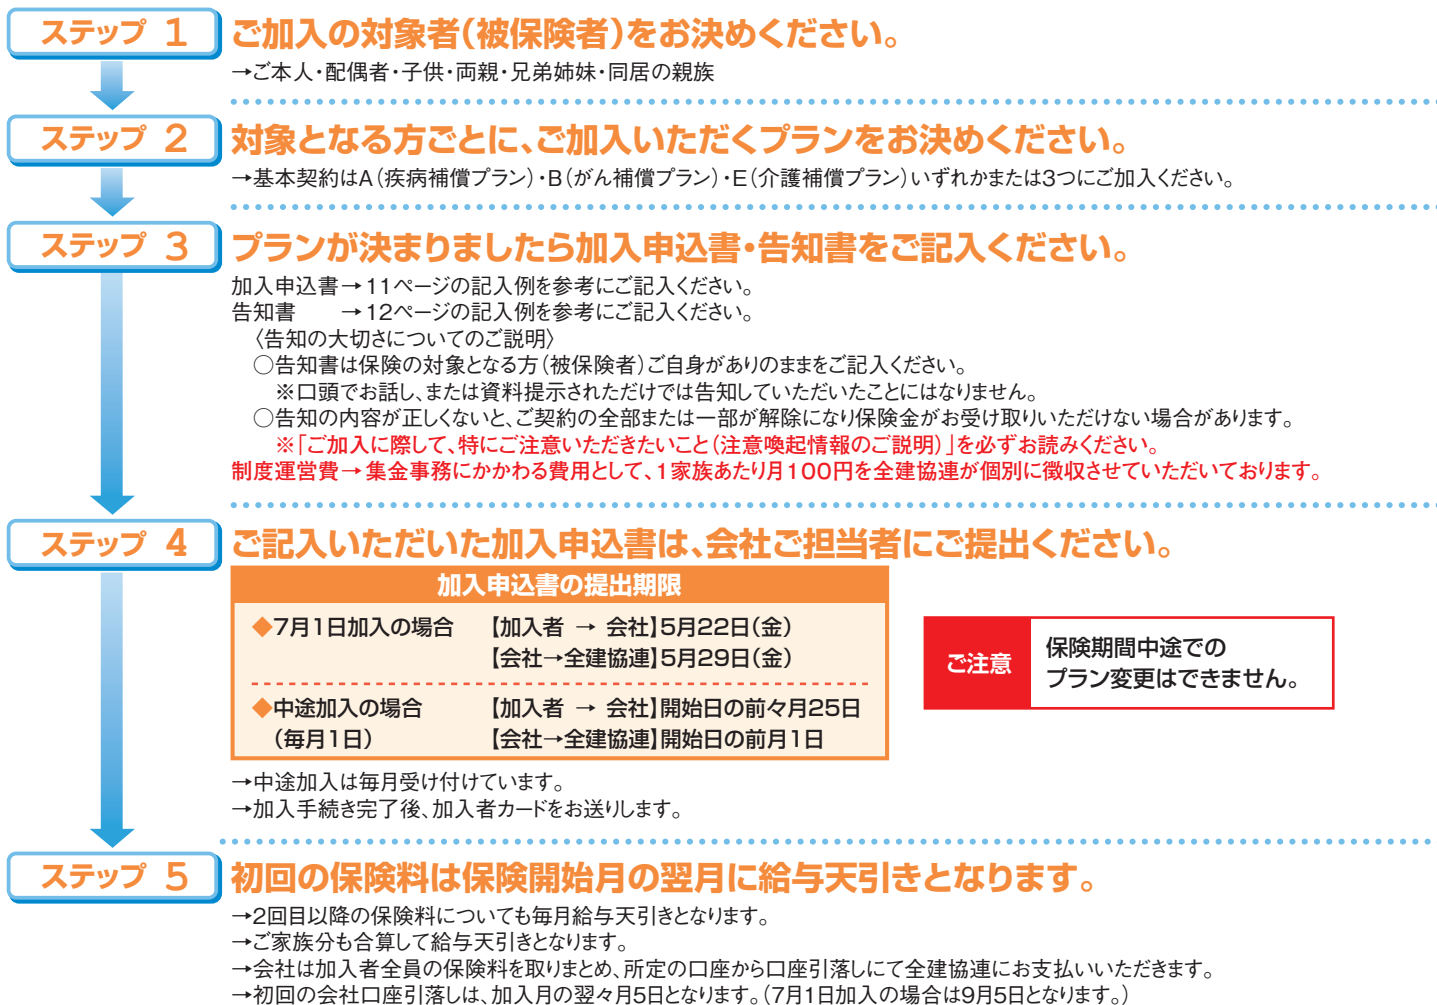 ステップ 1 ご加入の対象者(被保険者)をお決めください。
→ご本人・配偶者・子供・両親・兄弟姉妹・同居の親族
ステップ 2 対象となる方ごとに、ご加入いただくプランをお決めください。
→基本契約はA(疾病補償プラン)・B(がん補償プラン)・E(介護補償プラン)いずれかまたは3つにご加入ください。
ステップ 3 プランが決まりましたら加入申込書・告知書をご記入ください。
加入申込書→11ページの記入例を参考にご記入ください。
告知書 →12ページの記入例を参考にご記入ください。
〈告知の大切さについてのご説明〉
○告知書は保険の対象となる方(被保険者)ご自身がありのままをご記入ください。
※口頭でお話し、または資料提示されただけでは告知していただいたことにはなりません。
○告知の内容が正しくないと、ご契約の全部または一部が解除になり保険金がお受け取りいただけない場合があります。
※「ご加入に際して、特にご注意いただきたいこと(注意喚起情報のご説明)」を必ずお読みください。
制度運営費→集金事務にかかわる費用として、1家族あたり月100円を全建協連が個別に徴収させていただいております。
ステップ 4 ご記入いただいた加入申込書は、会社ご担当者にご提出ください。
加入申込書の提出期限
◆7月1日加入の場合 【加入者 → 会社】5月22日(金)
【会社→全建協連】5月29日(金)
◆中途加入の場合 【加入者 → 会社】開始日の前々月25日
(毎月1日) 【会社→全建協連】開始日の前月1日
ご注意 保険期間中途での
プラン変更はできません。
→中途加入は毎月受け付けています。
→加入手続き完了後、加入者カードをお送りします。
ステップ 5 初回の保険料は保険開始月の翌月に給与天引きとなります。
→2回目以降の保険料についても毎月給与天引きとなります。
→ご家族分も合算して給与天引きとなります。
→会社は加入者全員の保険料を取りまとめ、所定の口座から口座引落しにて全建協連にお支払いいただきます。
→初回の会社口座引落しは、加入月の翌々月5日となります。(7月1日加入の場合は9月5日となります。)